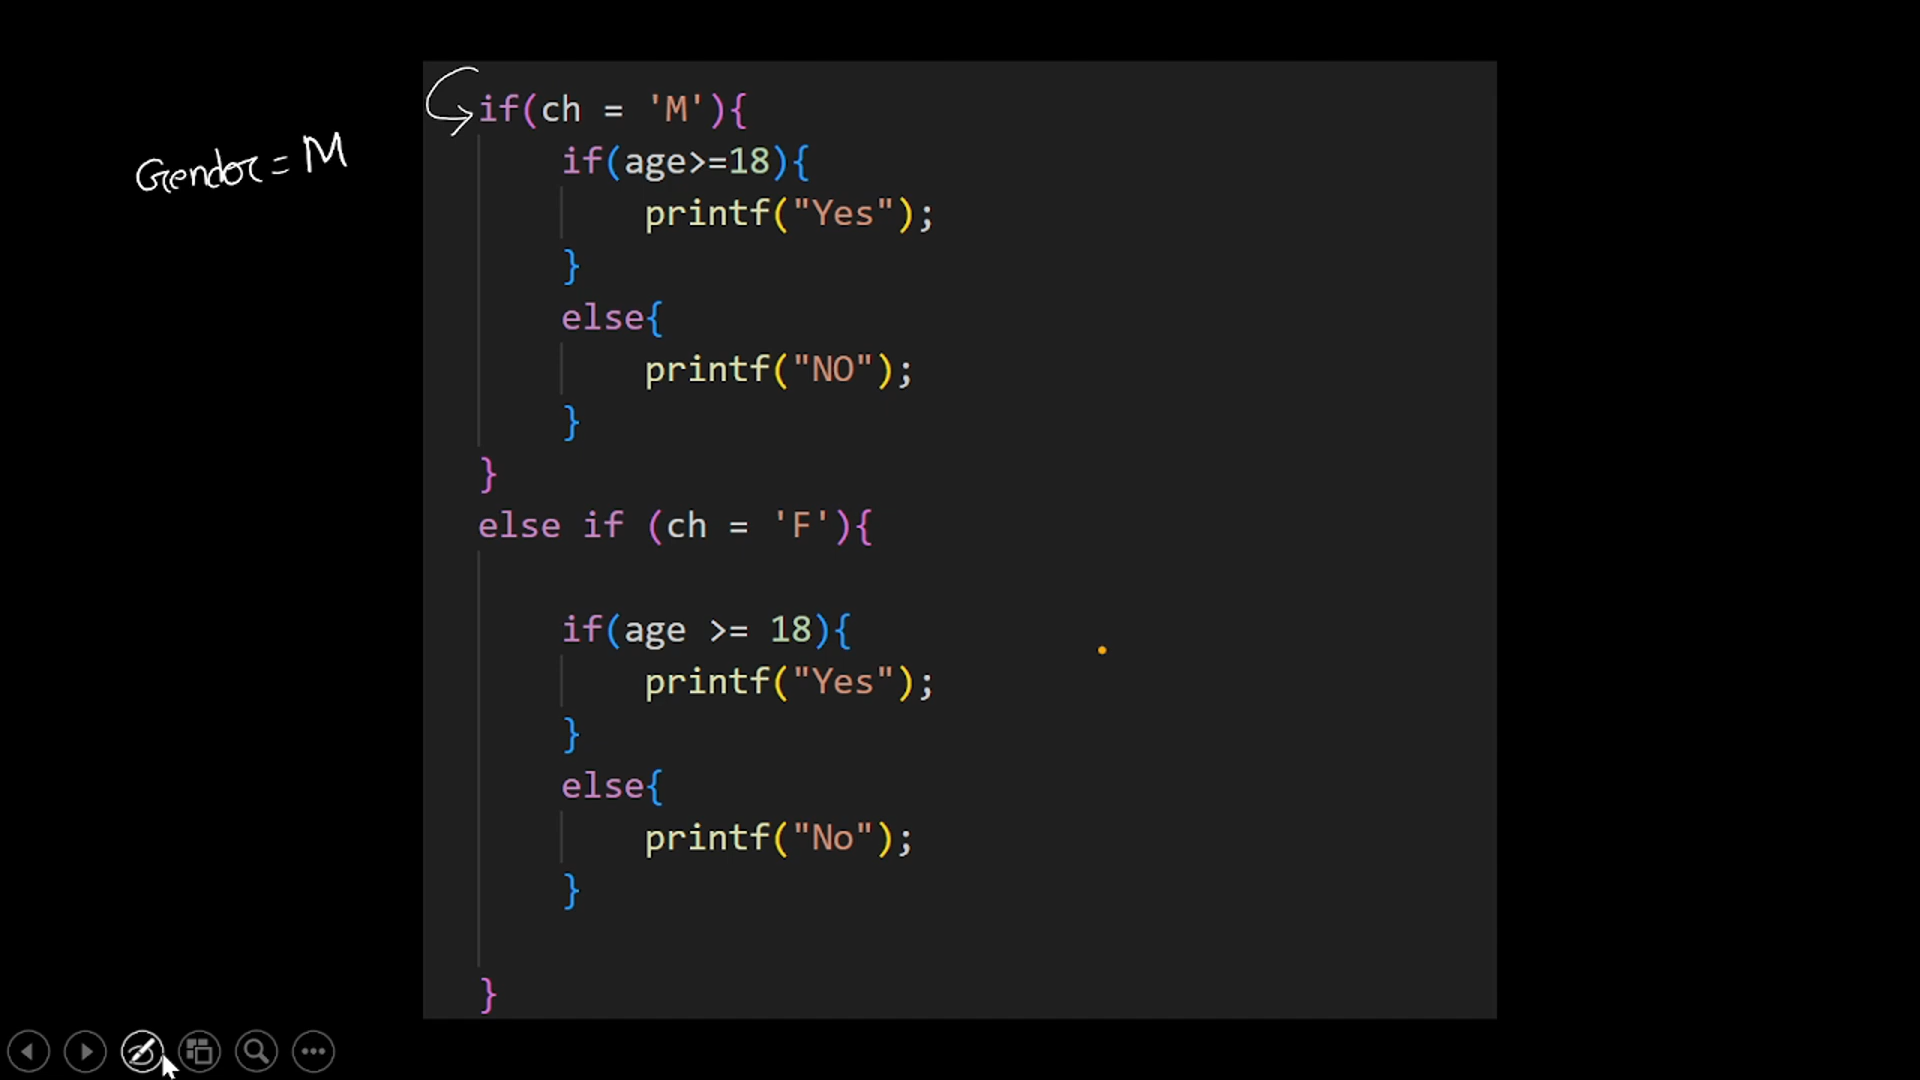 if(ch = 'M'){
Gender = M
if(age>=18){
printf("Yes");
}
else{
printf("NO");
}
}
else if (ch = 'F'){
if(age >= 18){
printf("Yes");
}
else{
printf("No");
}
}